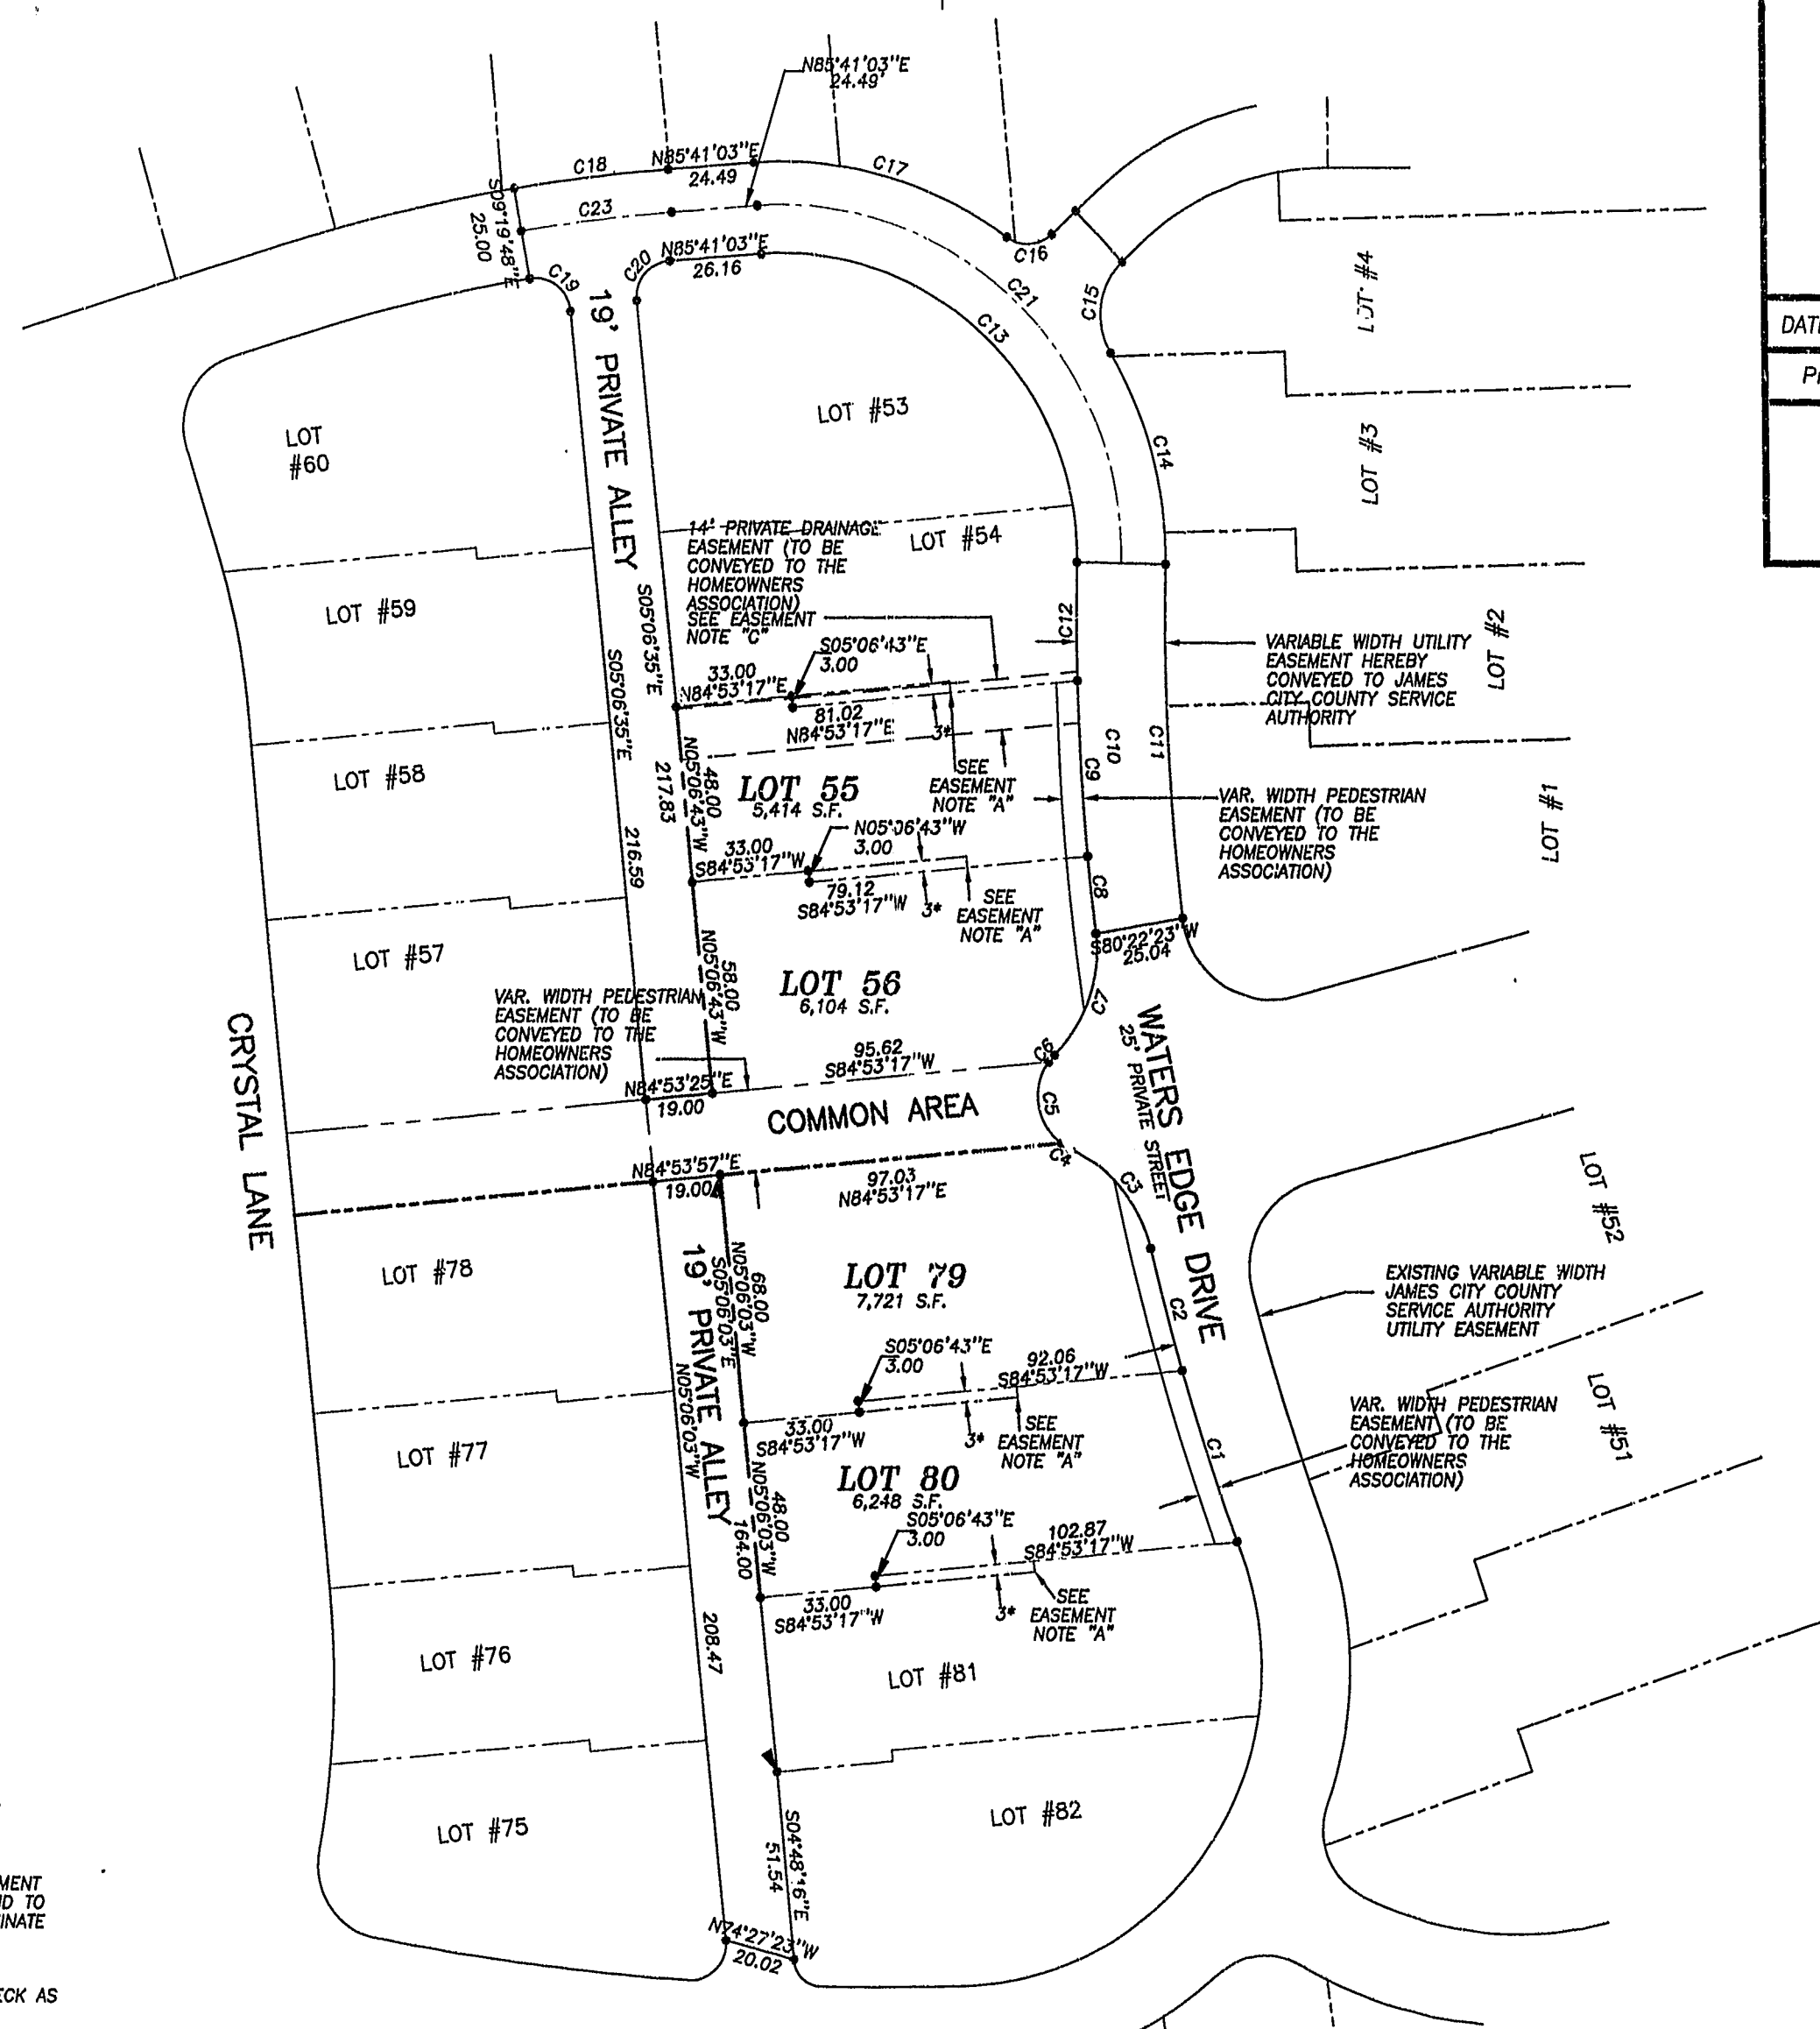 N85°41'03"E
24.49'
C18
N85°41'03"E
24.49
C17
S09°19'48"E
25.00
C23
C16
C19
C20
N85°41'03"E
26.16
C21
C13
C15
LOT #4
DATE
19' PRIVATE ALLEY
LOT #53
LOT
#60
C14
LOT #3
14' PRIVATE DRAINAGE
EASEMENT (TO BE
CONVEYED TO THE
HOMEOWNERS
ASSOCIATION)
SEE EASEMENT
NOTE "C"
LOT #54
LOT #59
S05°06'35"E
S05°06'35"E
C12
VARIABLE WIDTH UTILITY
EASEMENT HEREBY
CONVEYED TO JAMES
CITY COUNTY SERVICE
AUTHORITY
LOT #2
S05°06'43"E
3.00
33.00
N84°53'17"E
81.02
N84°53'17"E
3*
C10
C11
C9
LOT #58
217.83
48.00
N05°06'43"W
LOT 55
5,414 S.F.
SEE
EASEMENT
NOTE "A"
VAR. WIDTH PEDESTRIAN
EASEMENT (TO BE
CONVEYED TO THE
HOMEOWNERS
ASSOCIATION)
LOT #1
216.59
N05°06'43"W
3.00
33.00
S84°53'17"W
79.12
S84°53'17"W
3*
C8
SEE
EASEMENT
NOTE "A"
S80°22'23"W
25.04
LOT #57
58.00
N05°06'43"W
LOT 56
6,104 S.F.
C7
VAR. WIDTH PEDESTRIAN
EASEMENT (TO BE
CONVEYED TO THE
HOMEOWNERS
ASSOCIATION)
CRYSTAL LANE
95.62
S84°53'17"W
C6
WATERS EDGE DRIVE
25' PRIVATE STREET
N84°53'25"E
19.00
COMMON AREA
C5
C4
N84°53'57"E
19.00
97.03
N84°53'17"E
C3
LOT #52
LOT #78
68.00
N05°06'03"W
S05°06'03"E
19' PRIVATE ALLEY
LOT 79
7,721 S.F.
C2
EXISTING VARIABLE WIDTH
JAMES CITY COUNTY
SERVICE AUTHORITY
UTILITY EASEMENT
S05°06'43"E
3.00
92.06
S84°53'17"W
33.00
S84°53'17"W
3*
SEE
EASEMENT
NOTE "A"
N05°06'03"W
C1
VAR. WIDTH PEDESTRIAN
EASEMENT (TO BE
CONVEYED TO THE
HOMEOWNERS
ASSOCIATION)
LOT #51
LOT #77
LOT 80
6,248 S.F.
48.00
N05°06'03"W
164.00
S05°06'43"E
3.00
102.87
S84°53'17"W
33.00
S84°53'17"W
3*
SEE
EASEMENT
NOTE "A"
208.47
LOT #76
LOT #81
LOT #75
LOT #82
S04°48'16"E
51.54
N74°27'23"W
20.02
MENT
TO
INATE
ECK AS